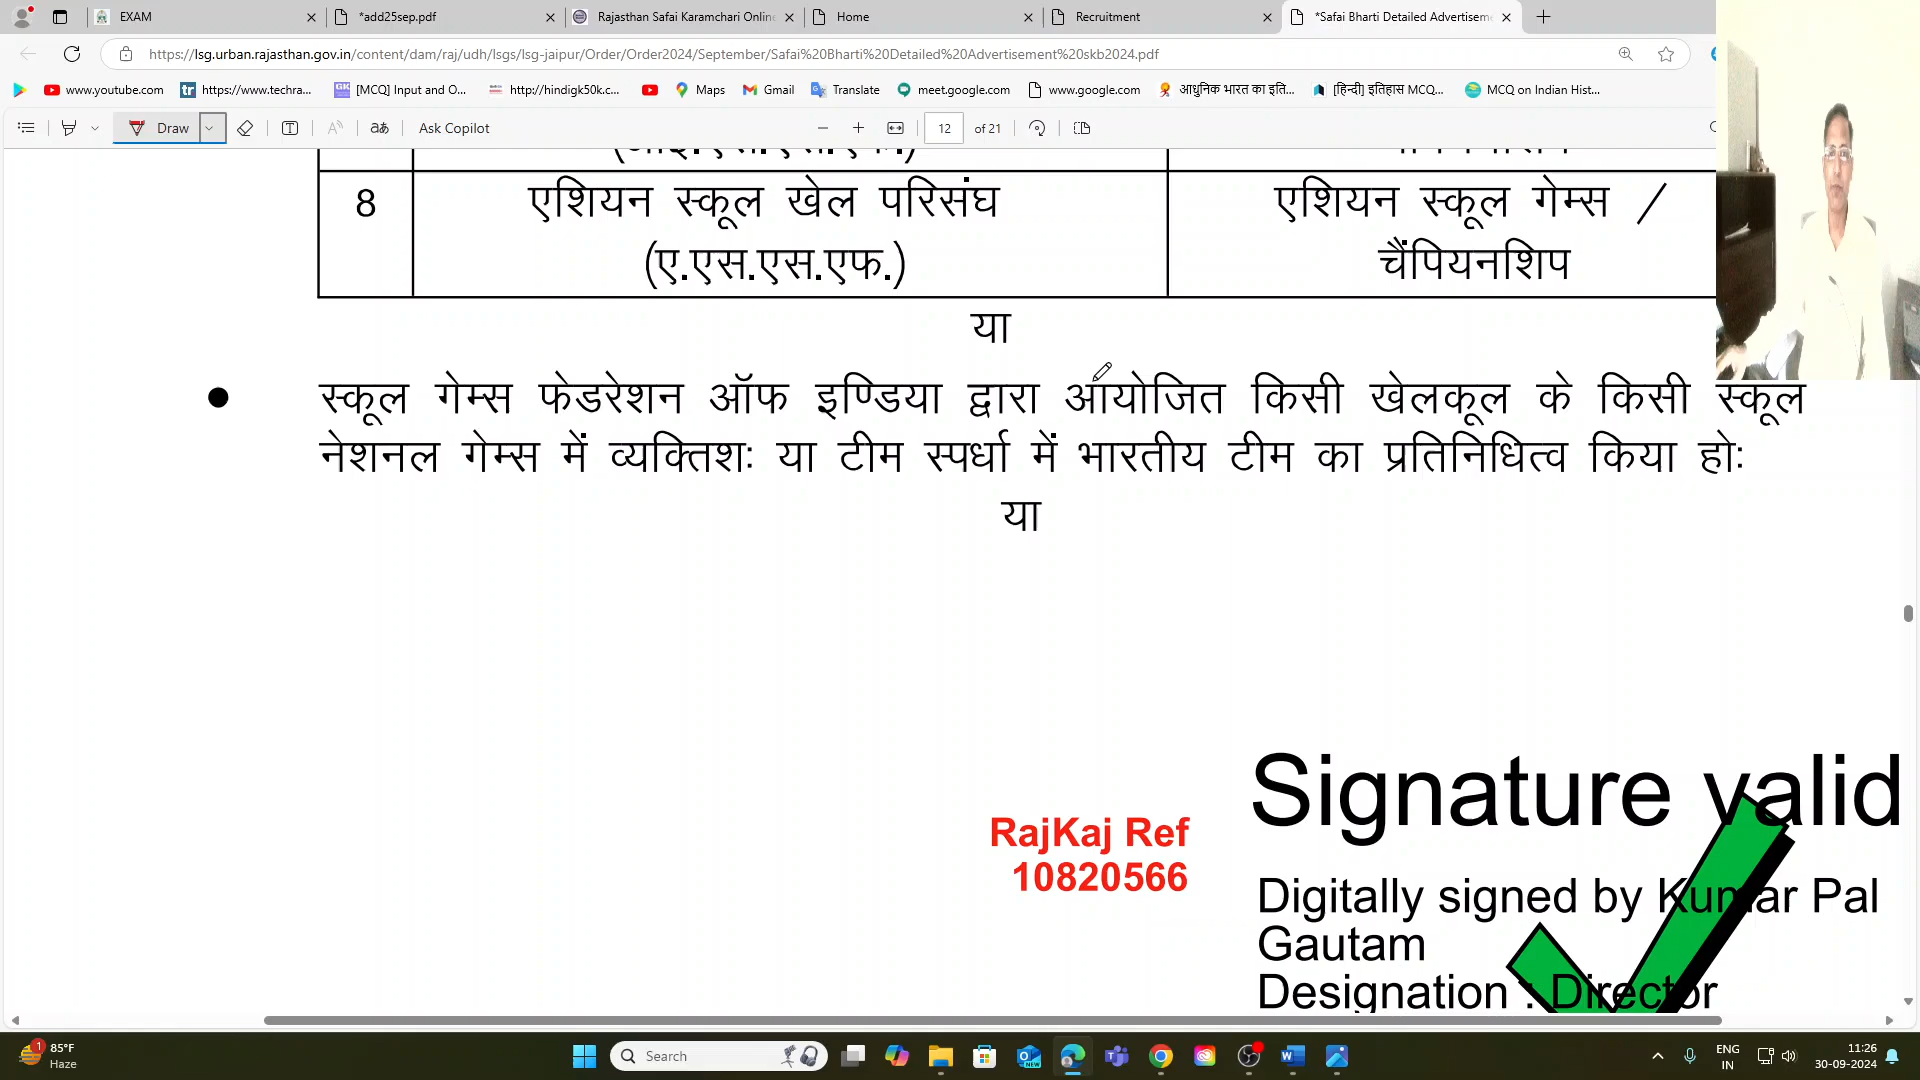 EXAM
*add25sep.pdf
Rajasthan Safai Karamchari Online
Home
Recruitment
*Safai Bharti Detailed Advertisem
https://lsg.urban.rajasthan.gov.in/content/dam/raj/udh/lsgs/lsg-jaipur/Order/Order2024/September/Safai%20Bharti%20Detailed%20Advertisement%20skb2024.pdf
www.youtube.com
https://www.techra...
[MCQ] Input and O...
http://hindigk50k.c...
Maps
Gmail
Translate
meet.google.com
www.google.com
आधुनिक भारत का इति...
[हिन्दी] इतिहास MCQ...
MCQ on Indian Hist...
Draw
Ask Copilot
12 of 21
8
एशियन स्कूल खेल परिसंघ
(ए.एस.एस.एफ.)
एशियन स्कूल गेम्स /
चैंपियनशिप
या
स्कूल गेम्स फेडरेशन ऑफ इण्डिया द्वारा आयोजित किसी खेलकूल के किसी स्कूल
नेशनल गेम्स में व्यक्तिशः या टीम स्पर्धा में भारतीय टीम का प्रतिनिधित्व किया होः
या
RajKaj Ref
10820566
Signature valid
Digitally signed by Kumar Pal
Gautam
Designation : Director
1
85°F
Haze
Search
ENG
IN
11:26
30-09-2024